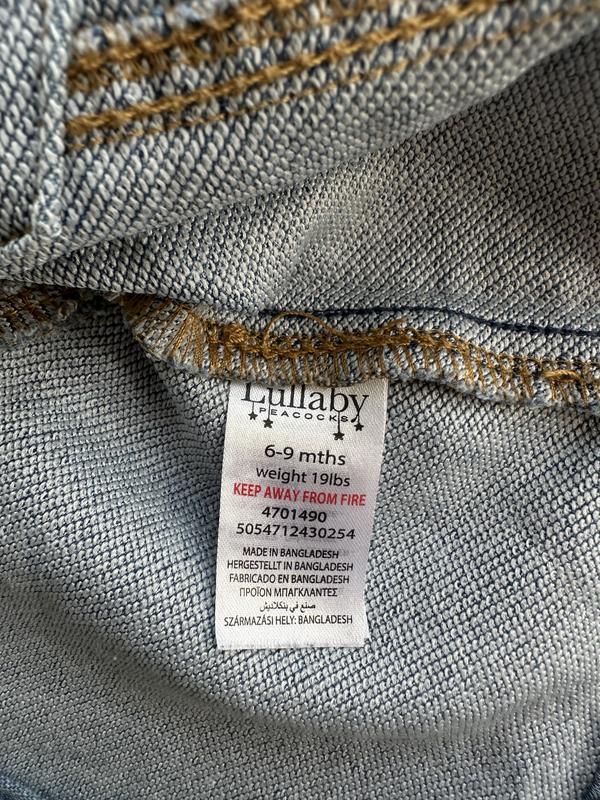 Lullaby
PEACOCKS
6-9 mths
weight 19lbs
KEEP AWAY FROM FIRE
4701490
5054712430254
MADE IN BANGLADESH
HERGESTELLT IN BANGLADESH
FABRICADO EN BANGLADESH
ΠΡΟΪΟΝ ΜΠΑΓΚΛΑΝΤΕΣ
صنع في بنكلاديش
SZÁRMAZÁSI HELY: BANGLADESH